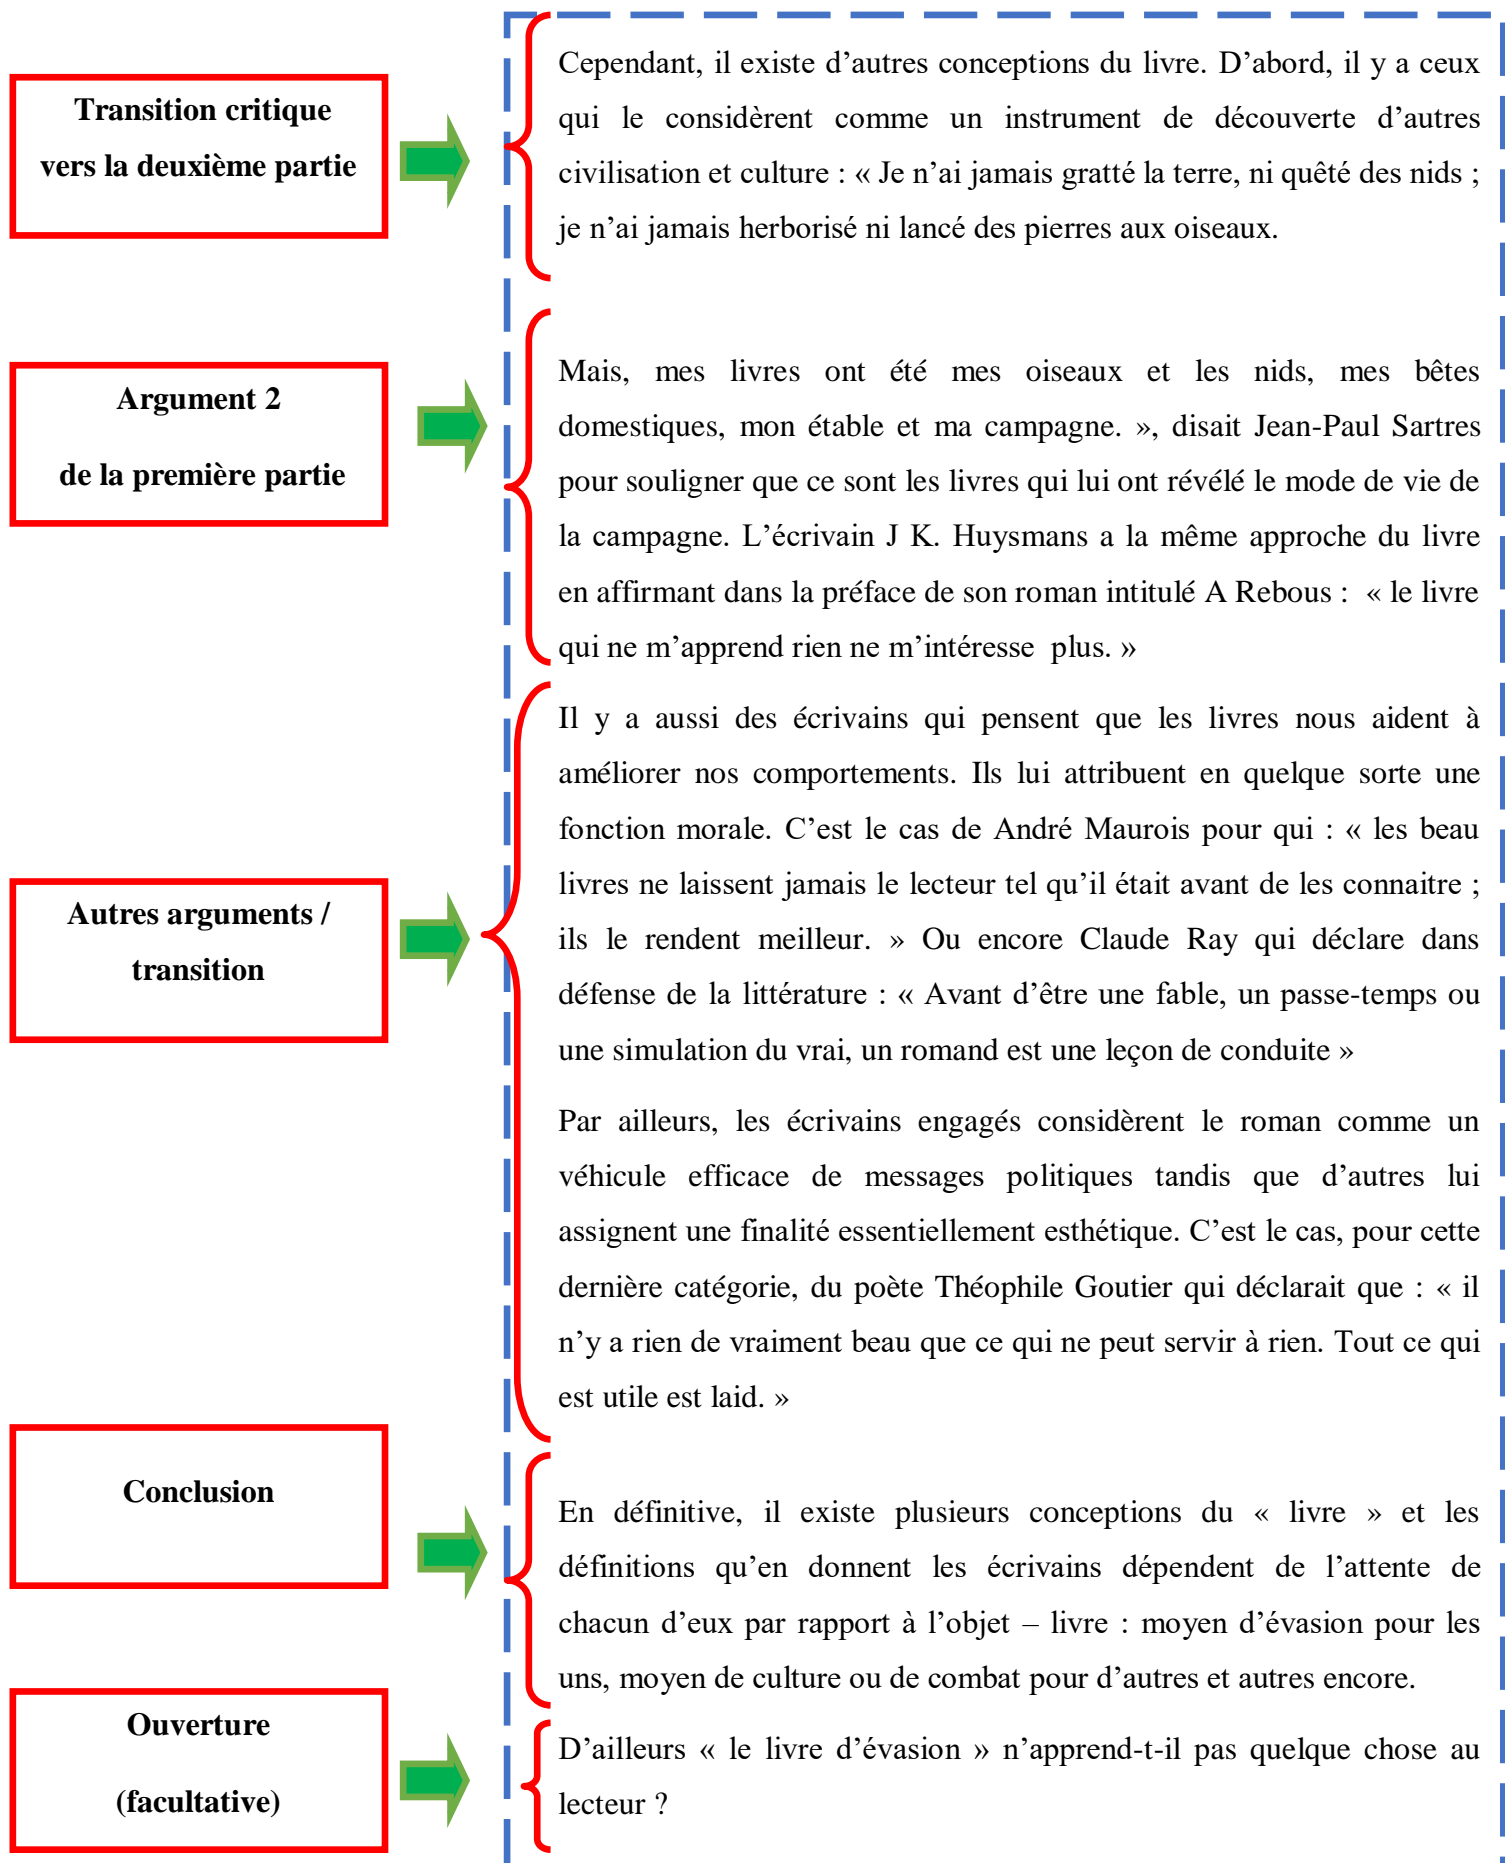 Transition critique
vers la deuxième partie
Cependant, il existe d’autres conceptions du livre. D’abord, il y a ceux
qui le considèrent comme un instrument de découverte d’autres
civilisation et culture : « Je n’ai jamais gratté la terre, ni quêté des nids ;
je n’ai jamais herborisé ni lancé des pierres aux oiseaux.
Argument 2
de la première partie
Mais, mes livres ont été mes oiseaux et les nids, mes bêtes
domestiques, mon étable et ma campagne. », disait Jean-Paul Sartres
pour souligner que ce sont les livres qui lui ont révélé le mode de vie de
la campagne. L’écrivain J K. Huysmans a la même approche du livre
en affirmant dans la préface de son roman intitulé A Rebous : « le livre
qui ne m’apprend rien ne m’intéresse plus. »
Autres arguments /
transition
Il y a aussi des écrivains qui pensent que les livres nous aident à
améliorer nos comportements. Ils lui attribuent en quelque sorte une
fonction morale. C’est le cas de André Maurois pour qui : « les beau
livres ne laissent jamais le lecteur tel qu’il était avant de les connaitre ;
ils le rendent meilleur. » Ou encore Claude Ray qui déclare dans
défense de la littérature : « Avant d’être une fable, un passe-temps ou
une simulation du vrai, un romand est une leçon de conduite »
Par ailleurs, les écrivains engagés considèrent le roman comme un
véhicule efficace de messages politiques tandis que d’autres lui
assignent une finalité essentiellement esthétique. C’est le cas, pour cette
dernière catégorie, du poète Théophile Goutier qui déclarait que : « il
n’y a rien de vraiment beau que ce qui ne peut servir à rien. Tout ce qui
est utile est laid. »
Conclusion
En définitive, il existe plusieurs conceptions du « livre » et les
définitions qu’en donnent les écrivains dépendent de l’attente de
chacun d’eux par rapport à l’objet – livre : moyen d’évasion pour les
uns, moyen de culture ou de combat pour d’autres et autres encore.
Ouverture
(facultative)
D’ailleurs « le livre d’évasion » n’apprend-t-il pas quelque chose au
lecteur ?